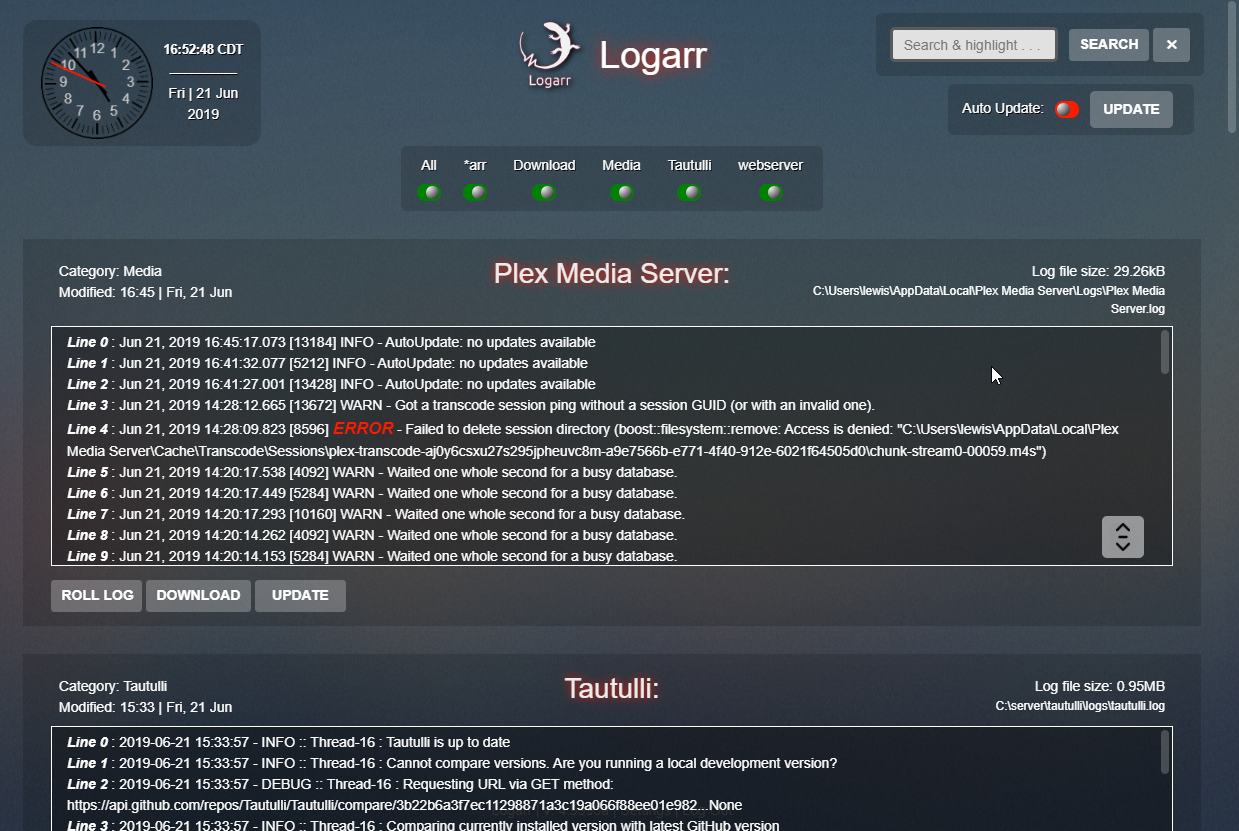 12
1
2
3
4
5
6
7
8
9
10
11
16:52:48 CDT
Fri | 21 Jun
2019
Logarr
Logarr
Search & highlight . . .
SEARCH
×
Auto Update:
UPDATE
All *arr Download Media Tautulli webserver
Category: Media
Modified: 16:45 | Fri, 21 Jun
Plex Media Server:
Log file size: 29.26kB
C:\Users\lewis\AppData\Local\Plex Media Server\Logs\Plex Media
Server.log
Line 0 : Jun 21, 2019 16:45:17.073 [13184] INFO - AutoUpdate: no updates available
Line 1 : Jun 21, 2019 16:41:32.077 [5212] INFO - AutoUpdate: no updates available
Line 2 : Jun 21, 2019 16:41:27.001 [13428] INFO - AutoUpdate: no updates available
Line 3 : Jun 21, 2019 14:28:12.665 [13672] WARN - Got a transcode session ping without a session GUID (or with an invalid one).
Line 4 : Jun 21, 2019 14:28:09.823 [8596] ERROR - Failed to delete session directory (boost::filesystem::remove: Access is denied: "C:\Users\lewis\AppData\Local\Plex
Media Server\Cache\Transcode\Sessions\plex-transcode-aj0y6csxu27s295jpheuvc8m-a9e7566b-e771-4f40-912e-6021f64505d0\chunk-stream0-00059.m4s")
Line 5 : Jun 21, 2019 14:20:17.538 [4092] WARN - Waited one whole second for a busy database.
Line 6 : Jun 21, 2019 14:20:17.449 [5284] WARN - Waited one whole second for a busy database.
Line 7 : Jun 21, 2019 14:20:17.293 [10160] WARN - Waited one whole second for a busy database.
Line 8 : Jun 21, 2019 14:20:14.262 [4092] WARN - Waited one whole second for a busy database.
Line 9 : Jun 21, 2019 14:20:14.153 [5284] WARN - Waited one whole second for a busy database.
ROLL LOG
DOWNLOAD
UPDATE
Category: Tautulli
Modified: 15:33 | Fri, 21 Jun
Tautulli:
Log file size: 0.95MB
C:\server\tautulli\logs\tautulli.log
Line 0 : 2019-06-21 15:33:57 - INFO :: Thread-16 : Tautulli is up to date
Line 1 : 2019-06-21 15:33:57 - INFO :: Thread-16 : Cannot compare versions. Are you running a local development version?
Line 2 : 2019-06-21 15:33:57 - DEBUG :: Thread-16 : Requesting URL via GET method:
https://api.github.com/repos/Tautulli/Tautulli/compare/3b22b6a3f7ec11298871a3c19a066f88ee01e982...None
Line 3 : 2019-06-21 15:33:57 - INFO :: Thread-16 : Comparing currently installed version with latest GitHub version